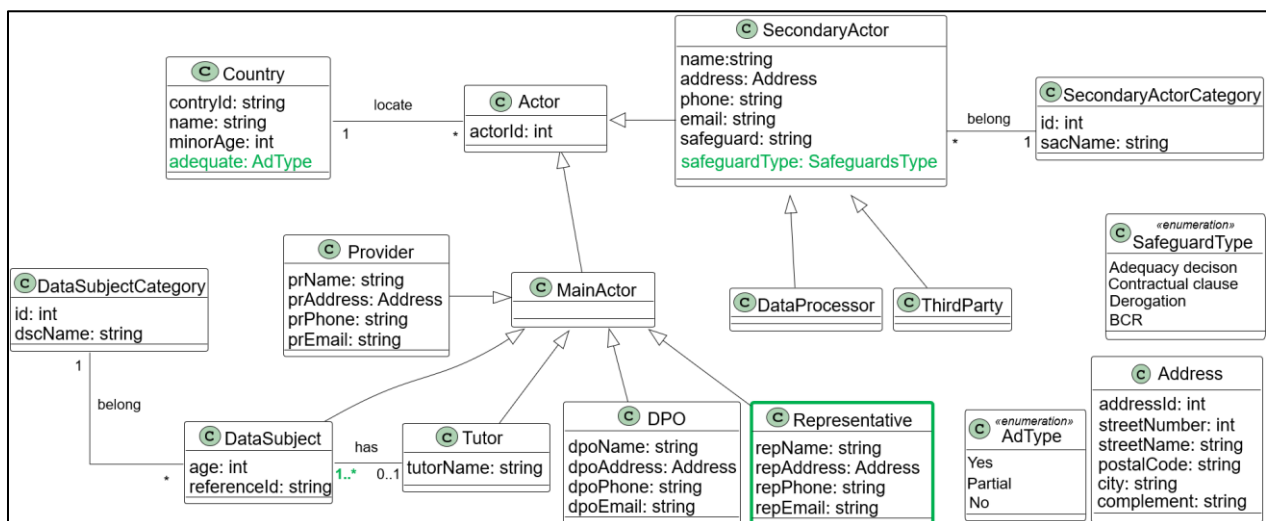 C Country
contryId: string
name: string
minorAge: int
adequate: AdType
locate
1
*
C Actor
actorId: int
C SecondaryActor
name:string
address: Address
phone: string
email: string
safeguard: string
safeguardType: SafeguardsType
belong
*
1
C SecondaryActorCategory
id: int
sacName: string
C Provider
prName: string
prAddress: Address
prPhone: string
prEmail: string
C MainActor
C DataProcessor
C ThirdParty
C «enumeration»
SafeguardType
Adequacy decison
Contractual clause
Derogation
BCR
C DataSubjectCategory
id: int
dscName: string
1
belong
*
C DataSubject
age: int
referenceId: string
has
1..*
0..1
C Tutor
tutorName: string
C DPO
dpoName: string
dpoAddress: Address
dpoPhone: string
dpoEmail: string
C Representative
repName: string
repAddress: Address
repPhone: string
repEmail: string
C «enumeration»
AdType
Yes
Partial
No
C Address
addressId: int
streetNumber: int
streetName: string
postalCode: string
city: string
complement: string